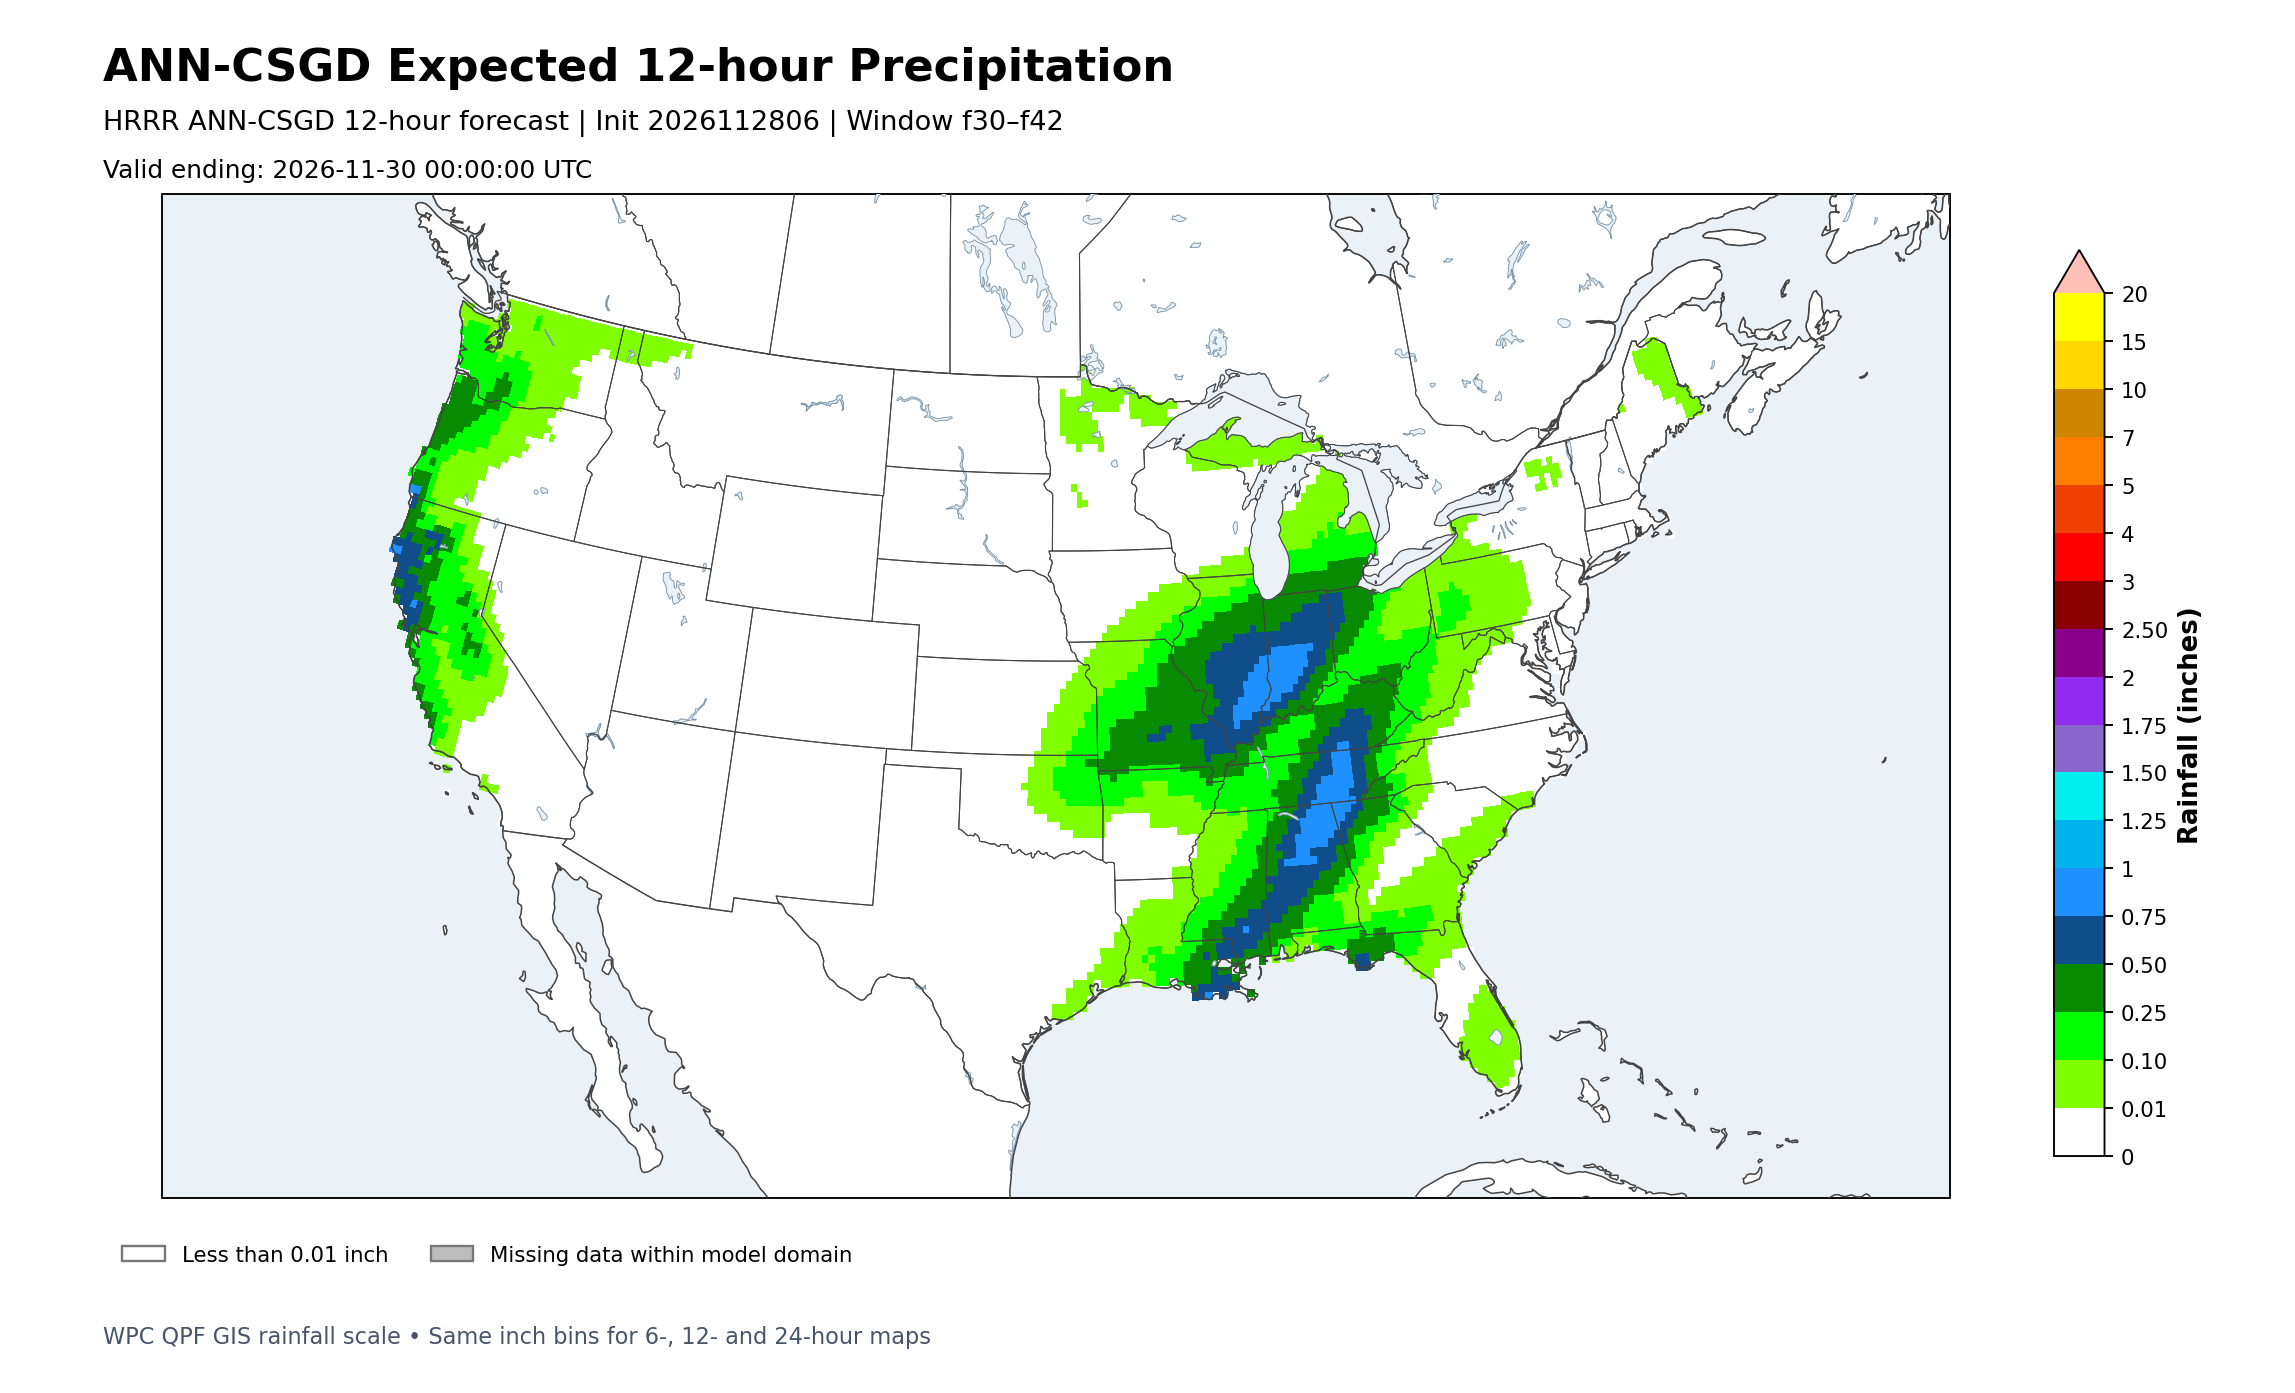 ANN-CSGD Expected 12-hour Precipitation
HRRR ANN-CSGD 12-hour forecast | Init 2026112806 | Window f30–f42
Valid ending: 2026-11-30 00:00:00 UTC
20
15
10
7
5
4
3
2.50
2
1.75
1.50
1.25
1
0.75
0.50
0.25
0.10
0.01
0
Rainfall (inches)
Less than 0.01 inch
Missing data within model domain
WPC QPF GIS rainfall scale • Same inch bins for 6-, 12- and 24-hour maps